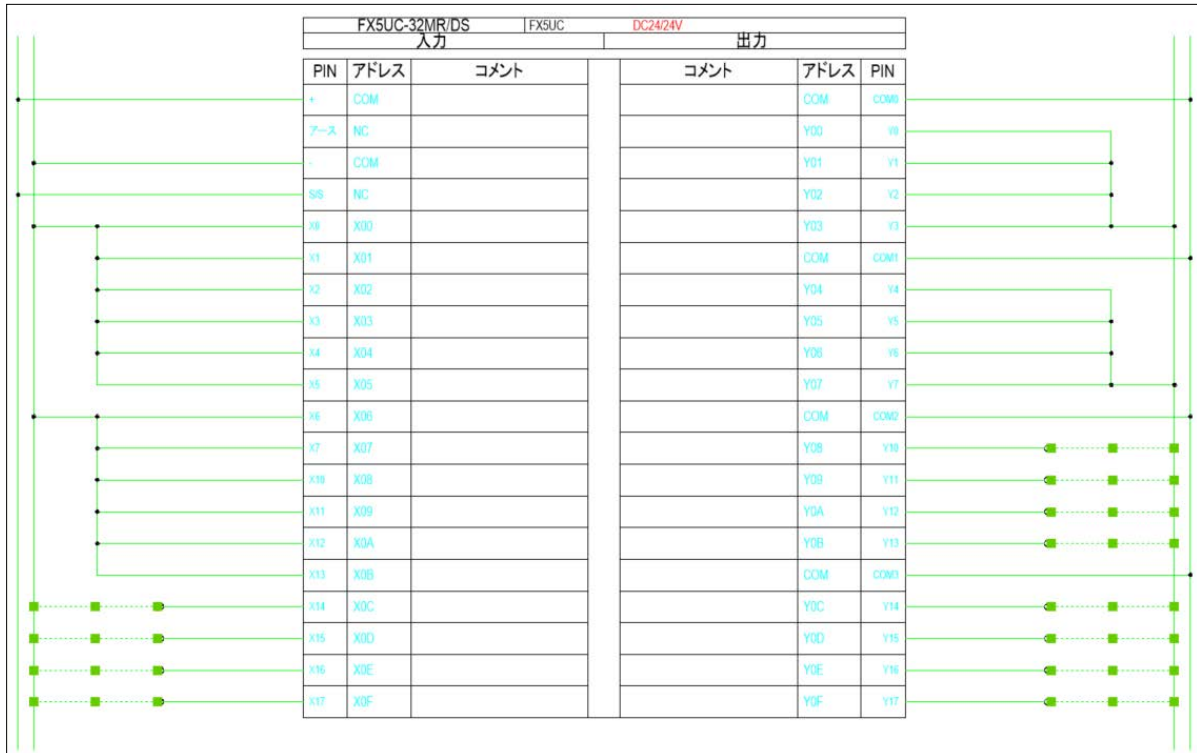 FX5UC-32MR/DS FX5UC DC24/24V
入力 出力
PIN アドレス コメント コメント アドレス PIN
+ COM COM COM0
アース NC Y00 Y0
- COM Y01 Y1
S/S NC Y02 Y2
X0 X00 Y03 Y3
X1 X01 COM COM1
X2 X02 Y04 Y4
X3 X03 Y05 Y5
X4 X04 Y06 Y6
X5 X05 Y07 Y7
X6 X06 COM COM2
X7 X07 Y08 Y10
X10 X08 Y09 Y11
X11 X09 Y0A Y12
X12 X0A Y0B Y13
X13 X0B COM COM3
X14 X0C Y0C Y14
X15 X0D Y0D Y15
X16 X0E Y0E Y16
X17 X0F Y0F Y17